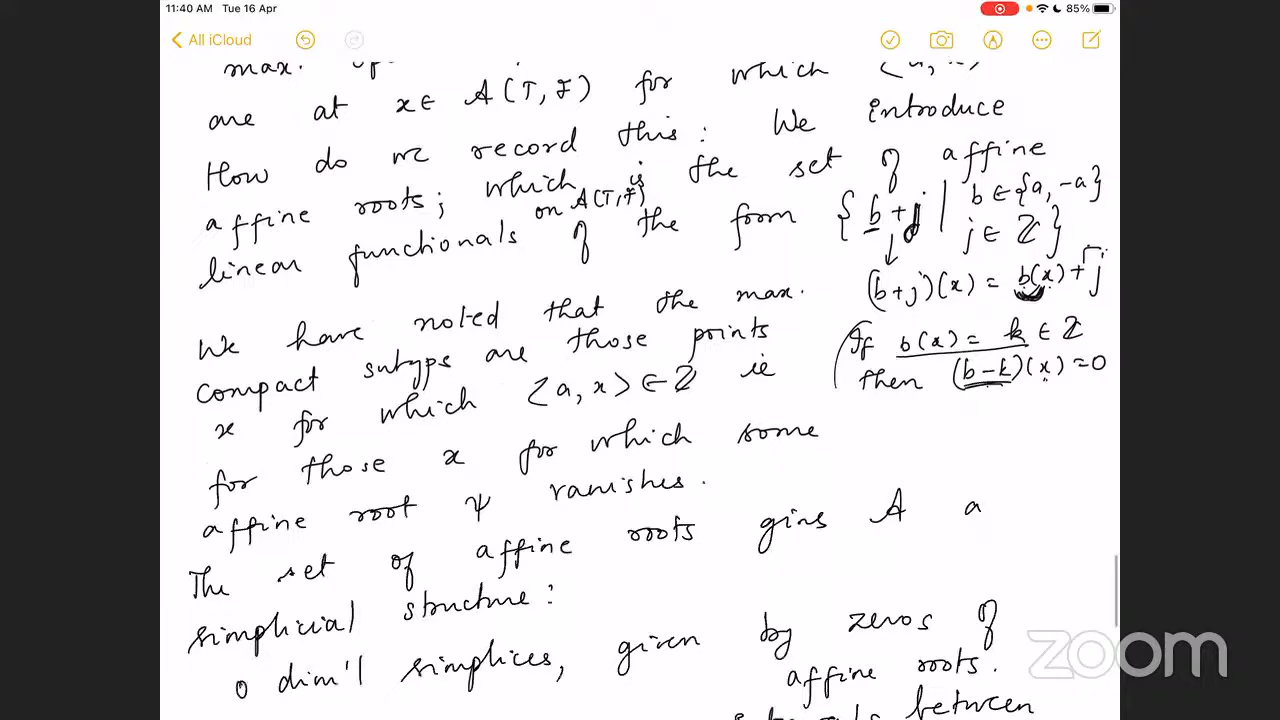 11:40 AM Tue 16 Apr
85%
All iCloud
max.
are at x ∈ A(T, F) for which ⟨a, x⟩
How do we record this: We introduce
affine roots; which is the set of affine
linear functionals on A(T, F) of the form { b + j | b ∈ {a, -a} j ∈ ℤ }
(b+j)(x) = b(x) + j
We have noted that the max.
compact subgps are those points
x for which ⟨a, x⟩ ∈ ℤ ie
(If b(x) = k ∈ ℤ
then (b-k)(x) = 0
for those x for which some
affine root ψ vanishes.
The set of affine roots gives A a
simplicial structure:
0 dim'l simplices, given by zeros of
affine roots.
between
zoom